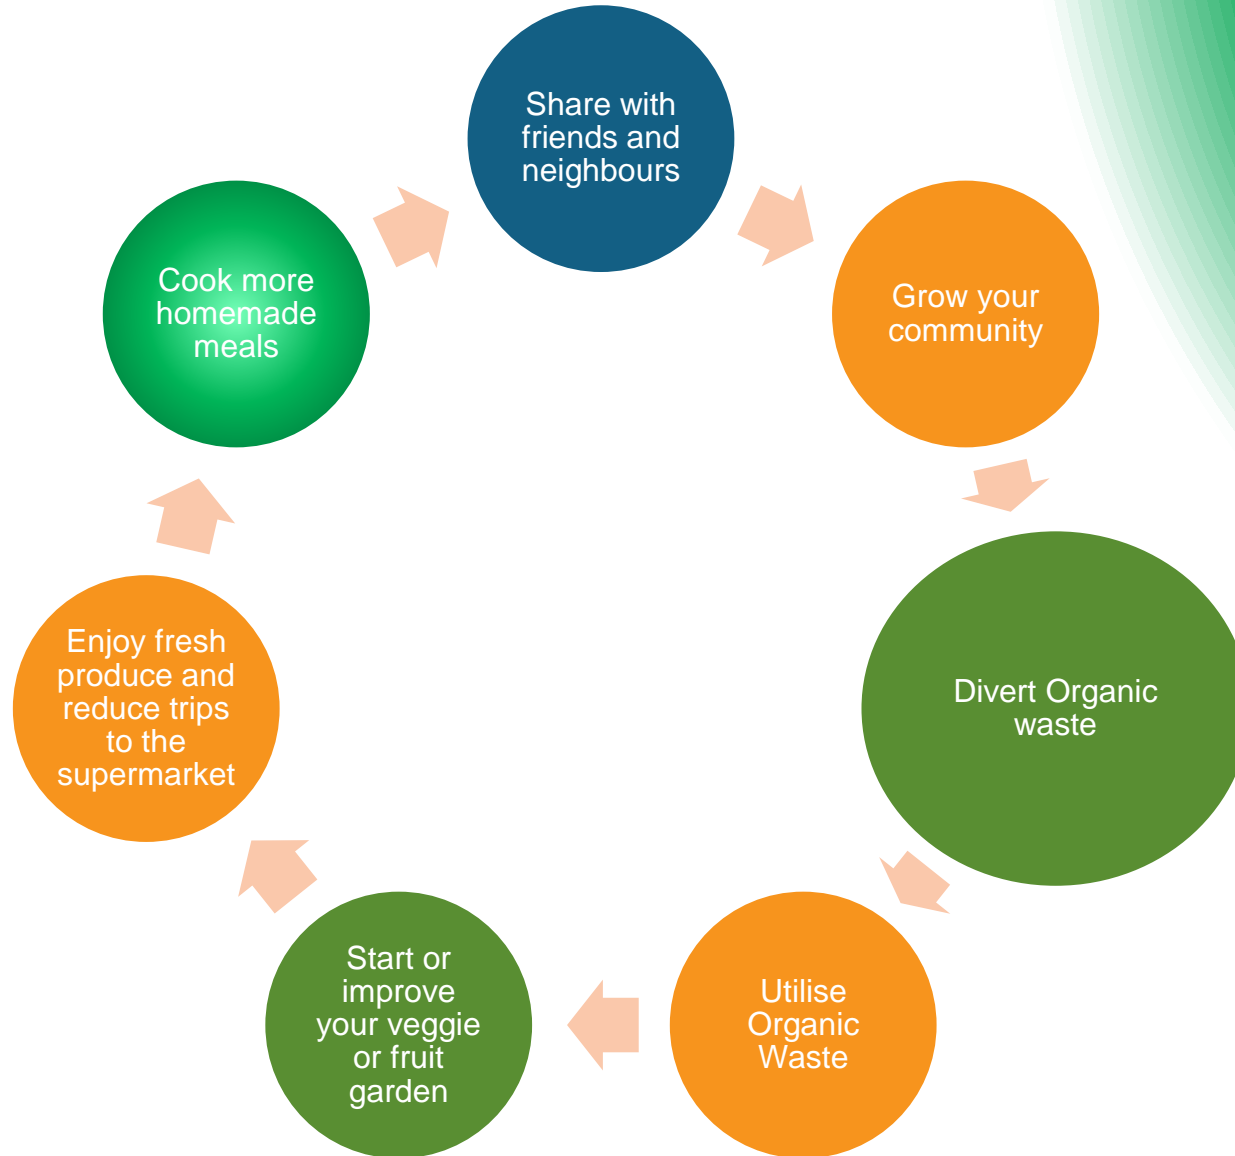 Share with
friends and
neighbours
Grow your
community
Divert Organic
waste
Utilise
Organic
Waste
Start or
improve
your veggie
or fruit
garden
Enjoy fresh
produce and
reduce trips
to the
supermarket
Cook more
homemade
meals